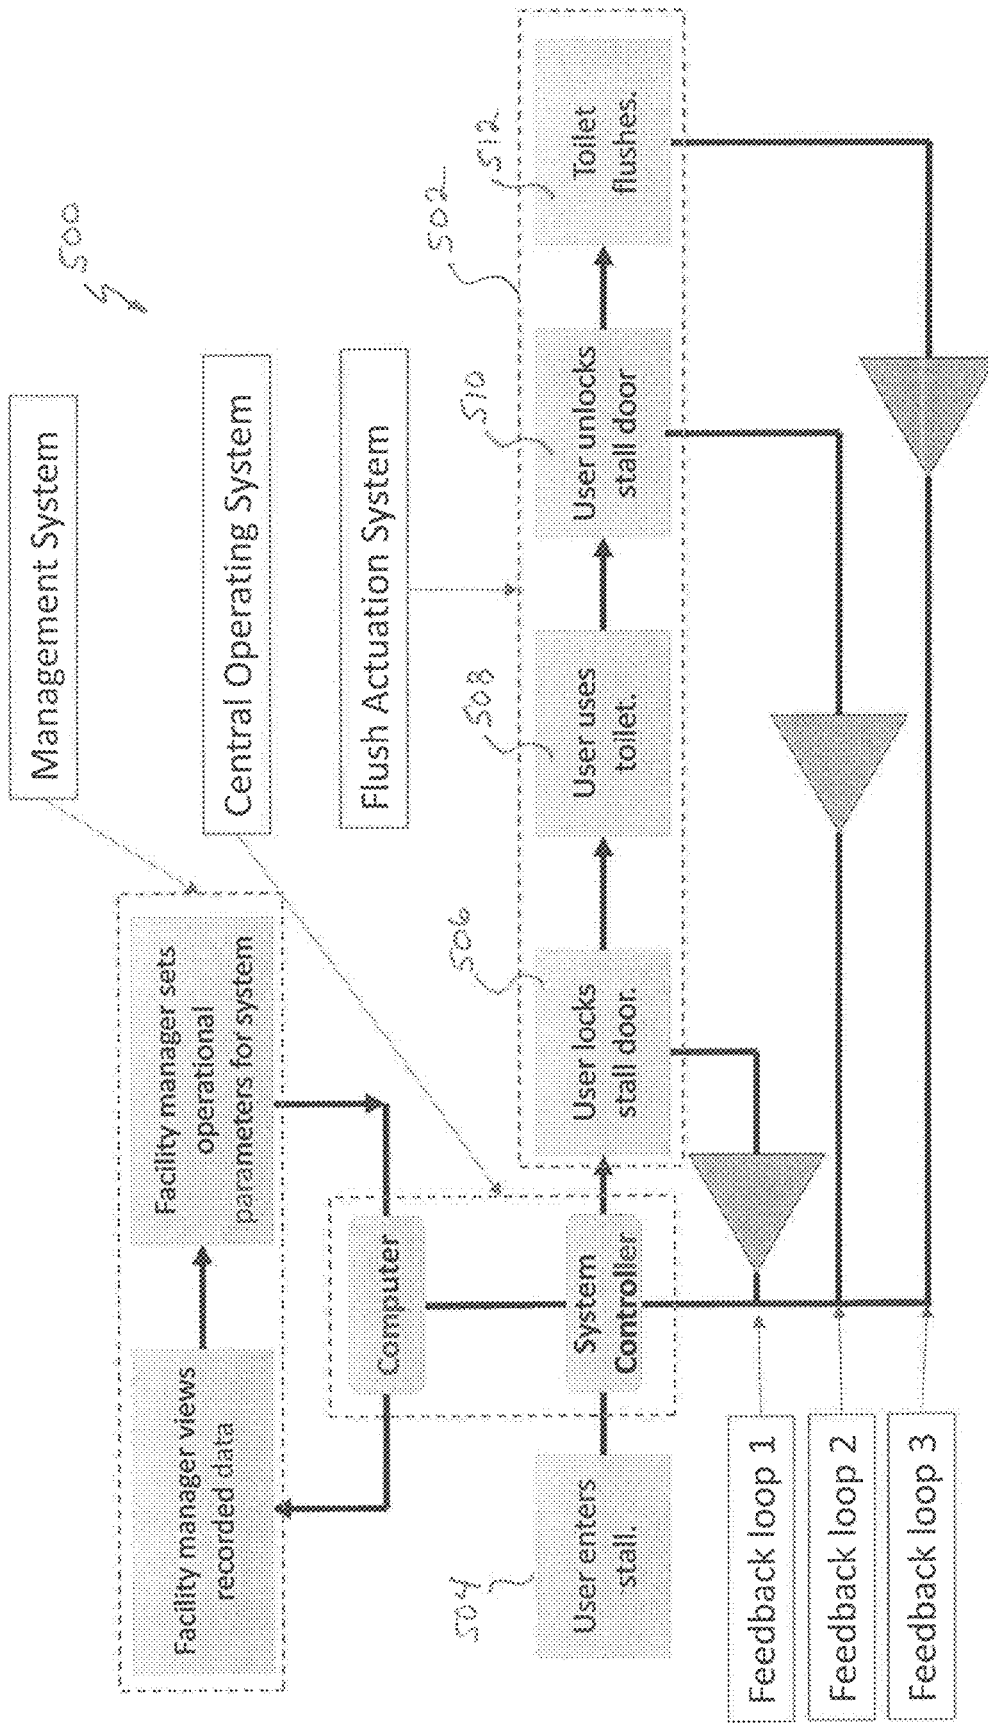 500
Management System
Central Operating System
Flush Actuation System
Facility manager views
recorded data
Facility manager sets
operational
parameters for system
Computer
System
Controller
504
User enters
stall.
506
User locks
stall door.
508
User uses
toilet.
510
User unlocks
stall door
502
512
Toilet
flushes.
Feedback loop 1
Feedback loop 2
Feedback loop 3